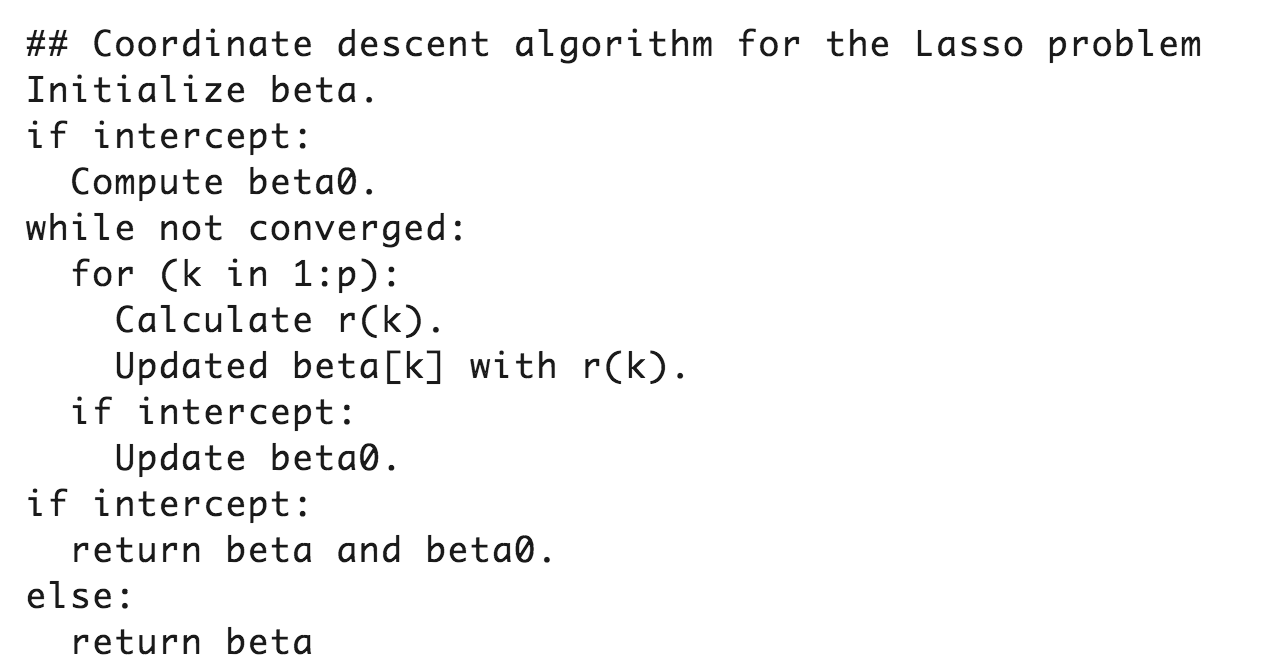 ## Coordinate descent algorithm for the Lasso problem
Initialize beta.
if intercept:
  Compute beta0.
while not converged:
  for (k in 1:p):
    Calculate r(k).
    Updated beta[k] with r(k).
  if intercept:
    Update beta0.
if intercept:
  return beta and beta0.
else:
  return beta